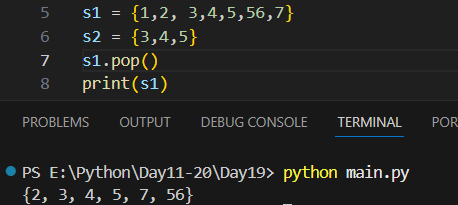 5 s1 = {1,2, 3,4,5,56,7}
6 s2 = {3,4,5}
7 s1.pop()
8 print(s1)
PROBLEMS OUTPUT DEBUG CONSOLE TERMINAL POR
PS E:\Python\Day11-20\Day19> python main.py
{2, 3, 4, 5, 7, 56}